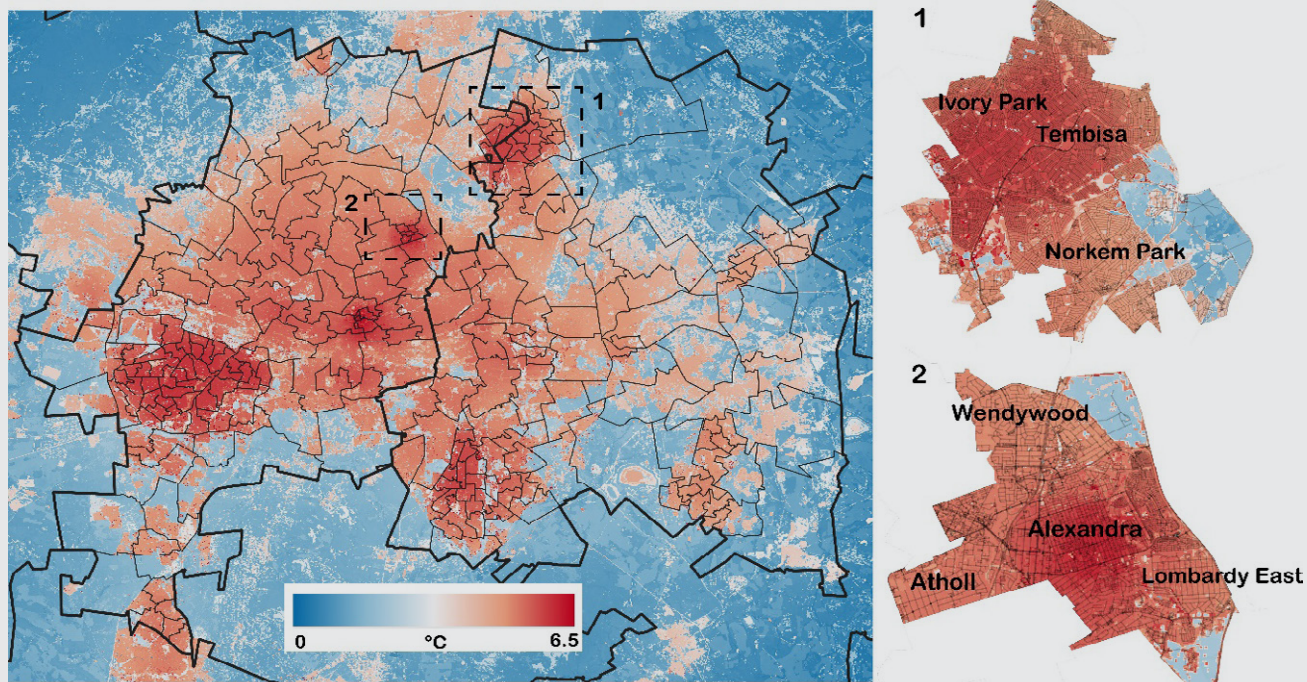 1
2
0
°C
6.5
1
Ivory Park
Tembisa
Norkem Park
2
Wendywood
Alexandra
Atholl
Lombardy East